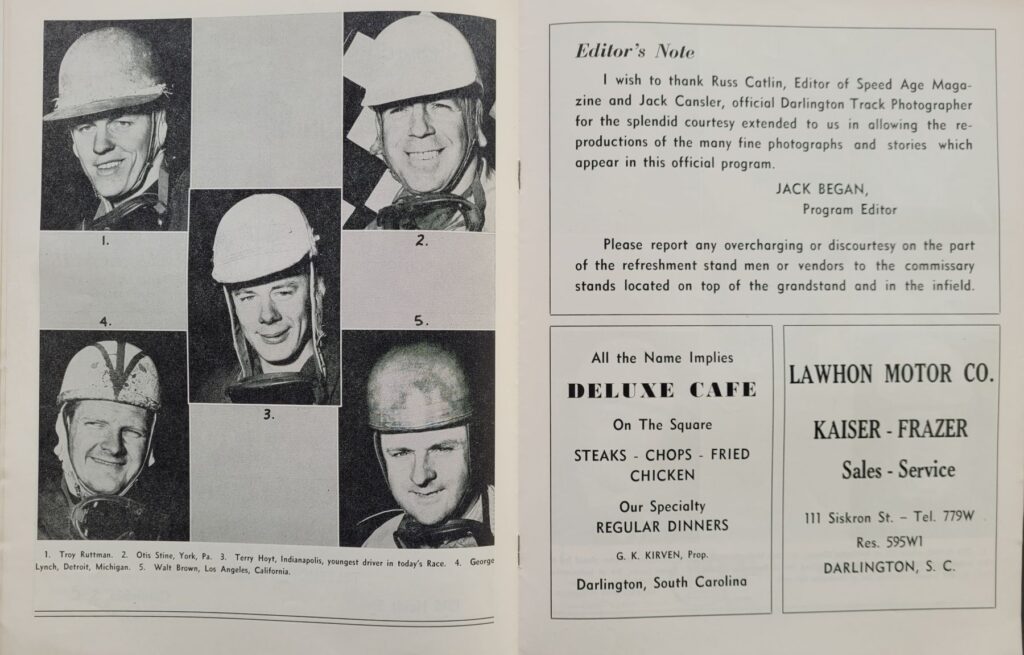 1.
2.
4.
5.
3.
1. Troy Ruttman. 2. Otis Stine, York, Pa. 3. Terry Hoyt, Indianapolis, youngest driver in today's Race. 4. George
Lynch, Detroit, Michigan. 5. Walt Brown, Los Angeles, California.
Editor's Note
I wish to thank Russ Catlin, Editor of Speed Age Maga-
zine and Jack Cansler, official Darlington Track Photographer
for the splendid courtesy extended to us in allowing the re-
productions of the many fine photographs and stories which
appear in this official program.
JACK BEGAN,
Program Editor
Please report any overcharging or discourtesy on the part
of the refreshment stand men or vendors to the commissary
stands located on top of the grandstand and in the infield.
All the Name Implies
DELUXE CAFE
On The Square
STEAKS - CHOPS - FRIED
CHICKEN
Our Specialty
REGULAR DINNERS
G. K. KIRVEN, Prop.
Darlington, South Carolina
LAWHON MOTOR CO.
KAISER - FRAZER
Sales - Service
111 Siskron St. – Tel. 779W
Res. 595W1
DARLINGTON, S. C.